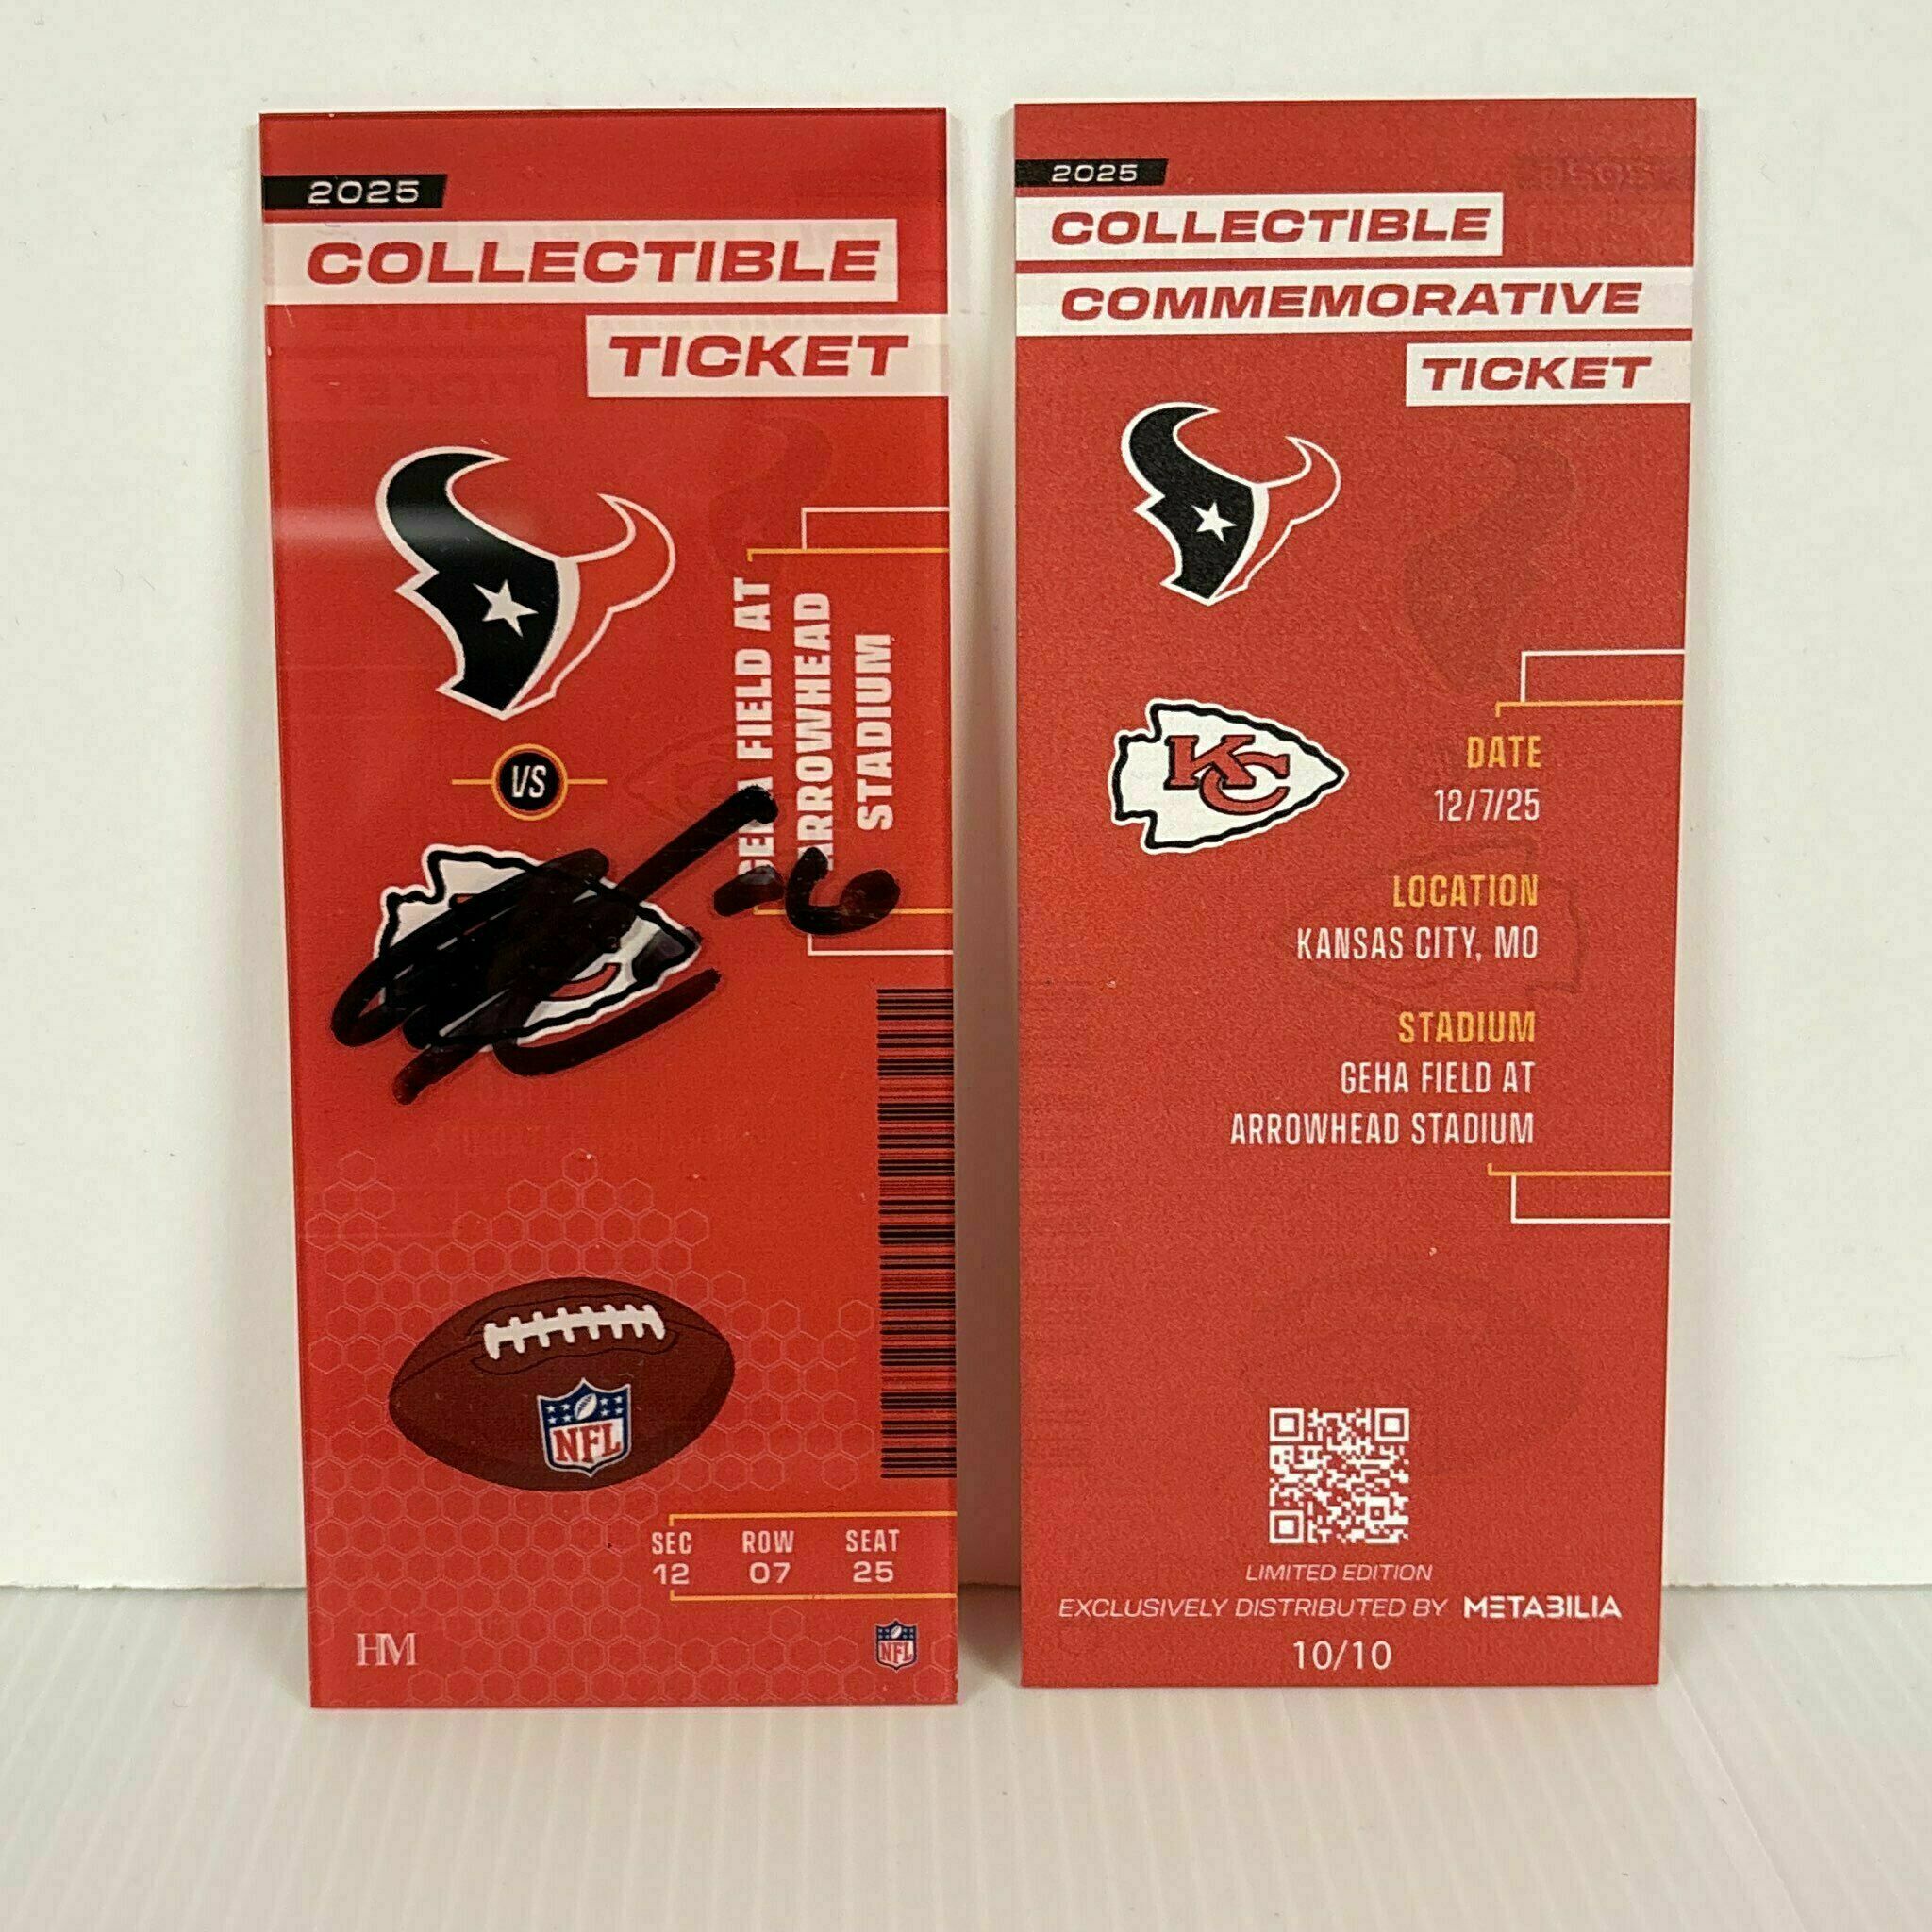 2025
COLLECTIBLE
TICKET
GEHA FIELD AT
ARROWHEAD
STADIUM
VS
NFL
SEC ROW SEAT
12 07 25
HM
NFL
2025
COLLECTIBLE
COMMEMORATIVE
TICKET
KC
DATE
12/7/25
LOCATION
KANSAS CITY, MO
STADIUM
GEHA FIELD AT
ARROWHEAD STADIUM
LIMITED EDITION
EXCLUSIVELY DISTRIBUTED BY METABILIA
10/10